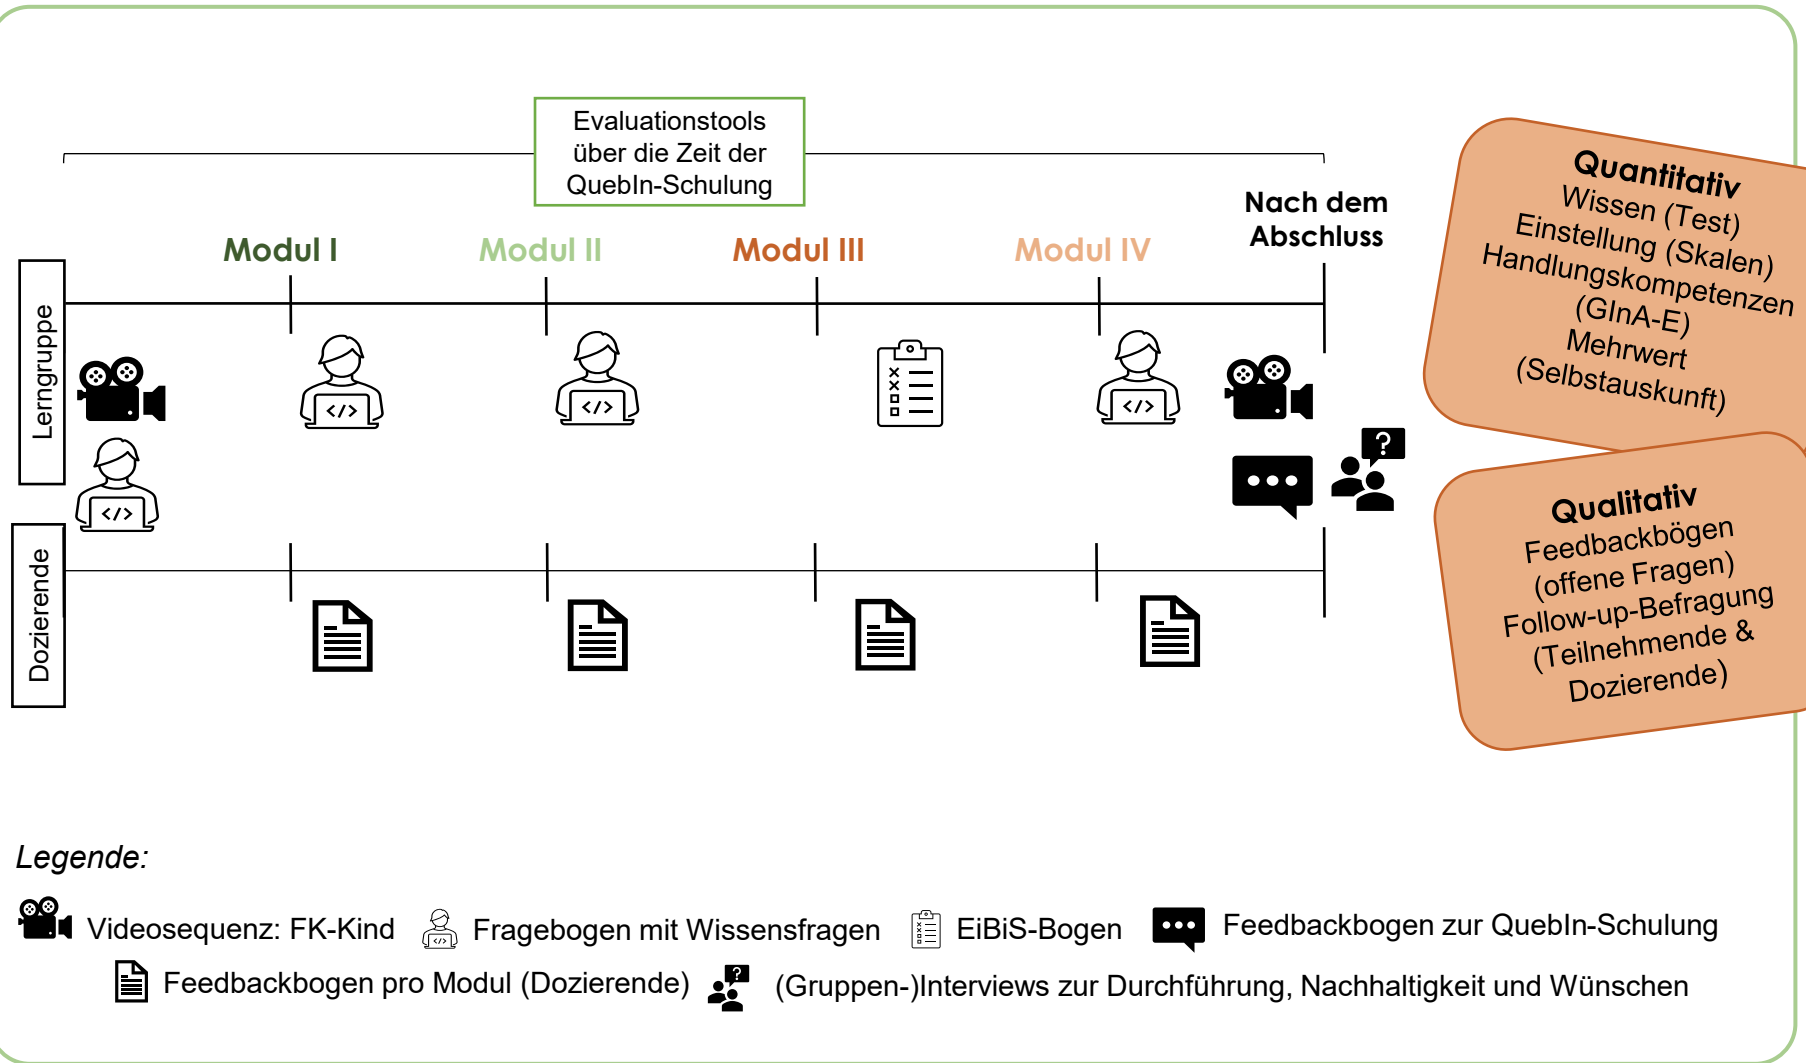 Evaluationstools
über die Zeit der
QuebIn-Schulung
Nach dem
Abschluss
Modul I
Modul II
Modul III
Modul IV
Lerngruppe
Dozierende
Quantitativ
Wissen (Test)
Einstellung (Skalen)
Handlungskompetenzen
(GInA-E)
Mehrwert
(Selbstauskunft)
Qualitativ
Feedbackbögen
(offene Fragen)
Follow-up-Befragung
(Teilnehmende &
Dozierende)
Legende:
Videosequenz: FK-Kind
Fragebogen mit Wissensfragen
EiBiS-Bogen
Feedbackbogen zur QuebIn-Schulung
Feedbackbogen pro Modul (Dozierende)
(Gruppen-)Interviews zur Durchführung, Nachhaltigkeit und Wünschen